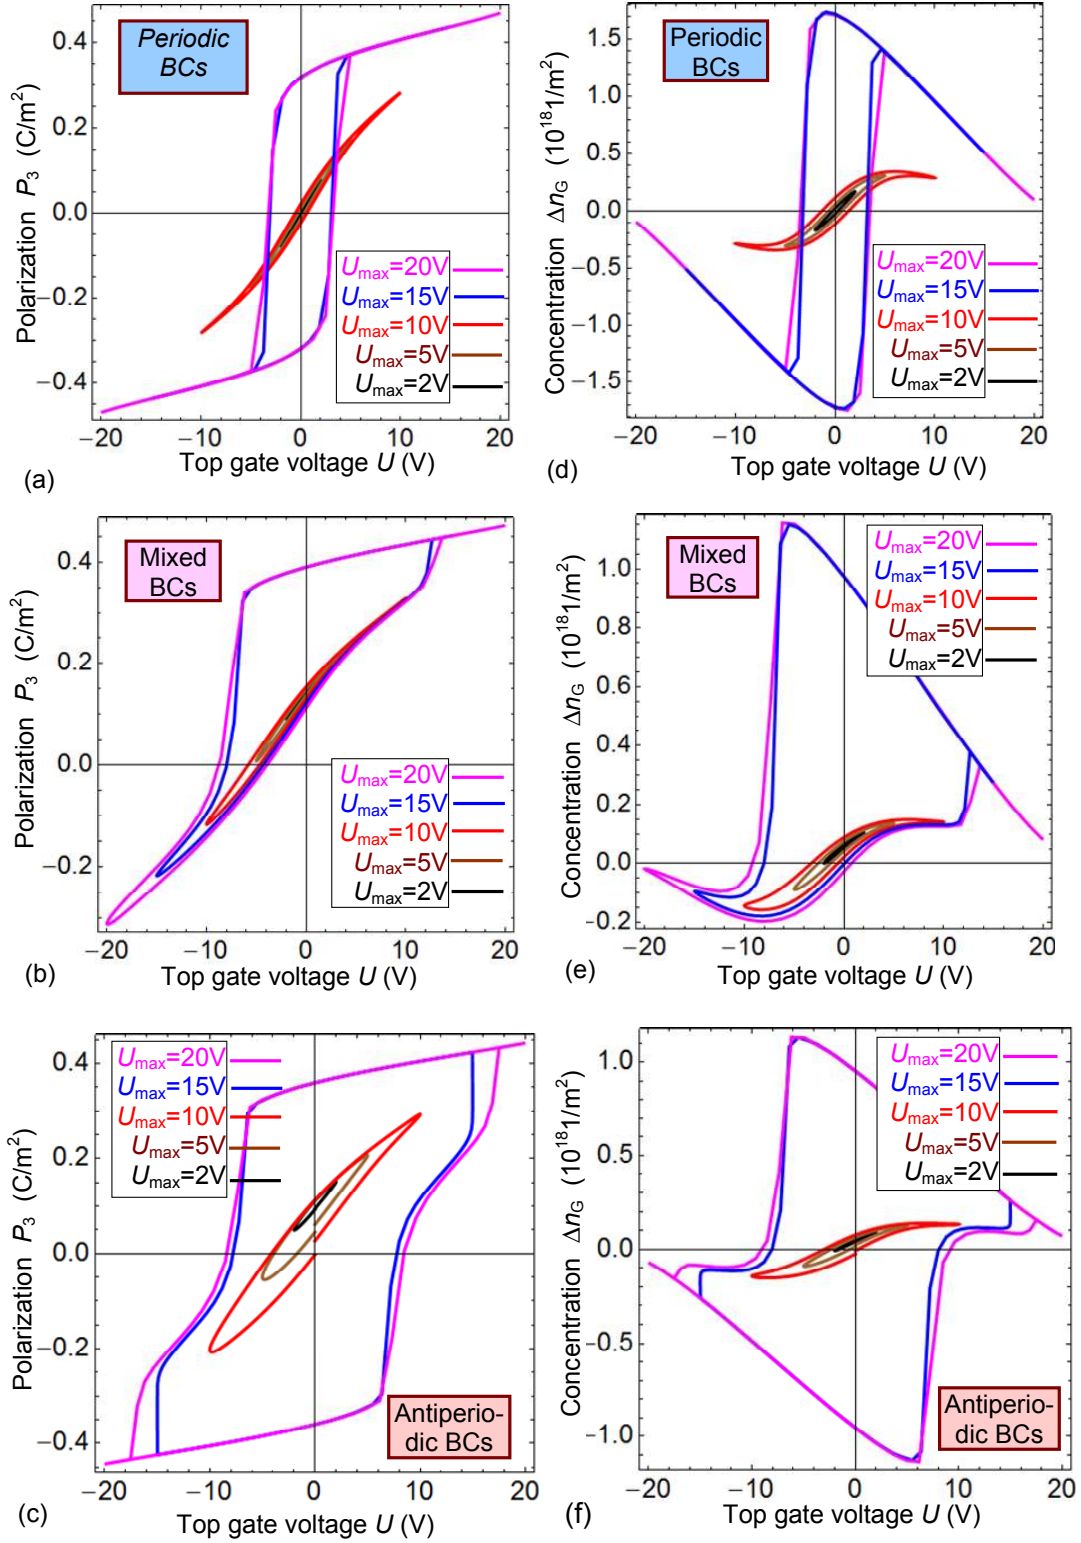 Periodic
BCs
Polarization P₃ (C/m²)
0.4
0.2
0.0
−0.2
−0.4
Umax=20V
Umax=15V
Umax=10V
Umax=5V
Umax=2V
−20 −10 0 10 20
Top gate voltage U (V)
(a)
Periodic
BCs
Concentration ΔnG (10¹⁸1/m²)
1.5
1.0
0.5
0.0
−0.5
−1.0
−1.5
Umax=20V
Umax=15V
Umax=10V
Umax=5V
Umax=2V
−20 −10 0 10 20
Top gate voltage U (V)
(d)
Mixed
BCs
Polarization P₃ (C/m²)
0.4
0.2
0.0
−0.2
Umax=20V
Umax=15V
Umax=10V
Umax=5V
Umax=2V
−20 −10 0 10 20
Top gate voltage U (V)
(b)
Mixed
BCs
Concentration ΔnG (10¹⁸1/m²)
1.0
0.8
0.6
0.4
0.2
0.0
−0.2
Umax=20V
Umax=15V
Umax=10V
Umax=5V
Umax=2V
−20 −10 0 10 20
Top gate voltage U (V)
(e)
Polarization P₃ (C/m²)
0.4
0.2
0.0
−0.2
−0.4
Umax=20V
Umax=15V
Umax=10V
Umax=5V
Umax=2V
Antiperio-
dic BCs
−20 −10 0 10 20
Top gate voltage U (V)
(c)
Concentration ΔnG (10¹⁸1/m²)
1.0
0.5
0.0
−0.5
−1.0
Umax=20V
Umax=15V
Umax=10V
Umax=5V
Umax=2V
Antiperio-
dic BCs
−20 −10 0 10 20
Top gate voltage U (V)
(f)